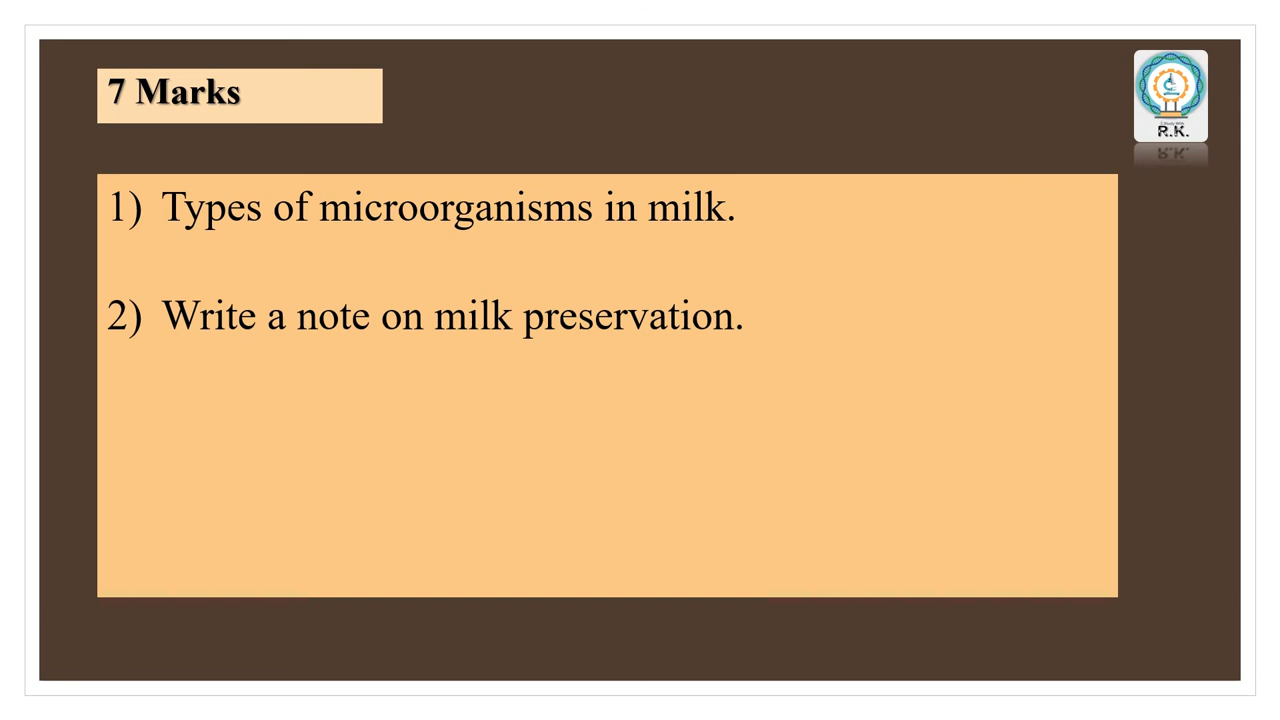 7 Marks
R.K.
1) Types of microorganisms in milk.
2) Write a note on milk preservation.